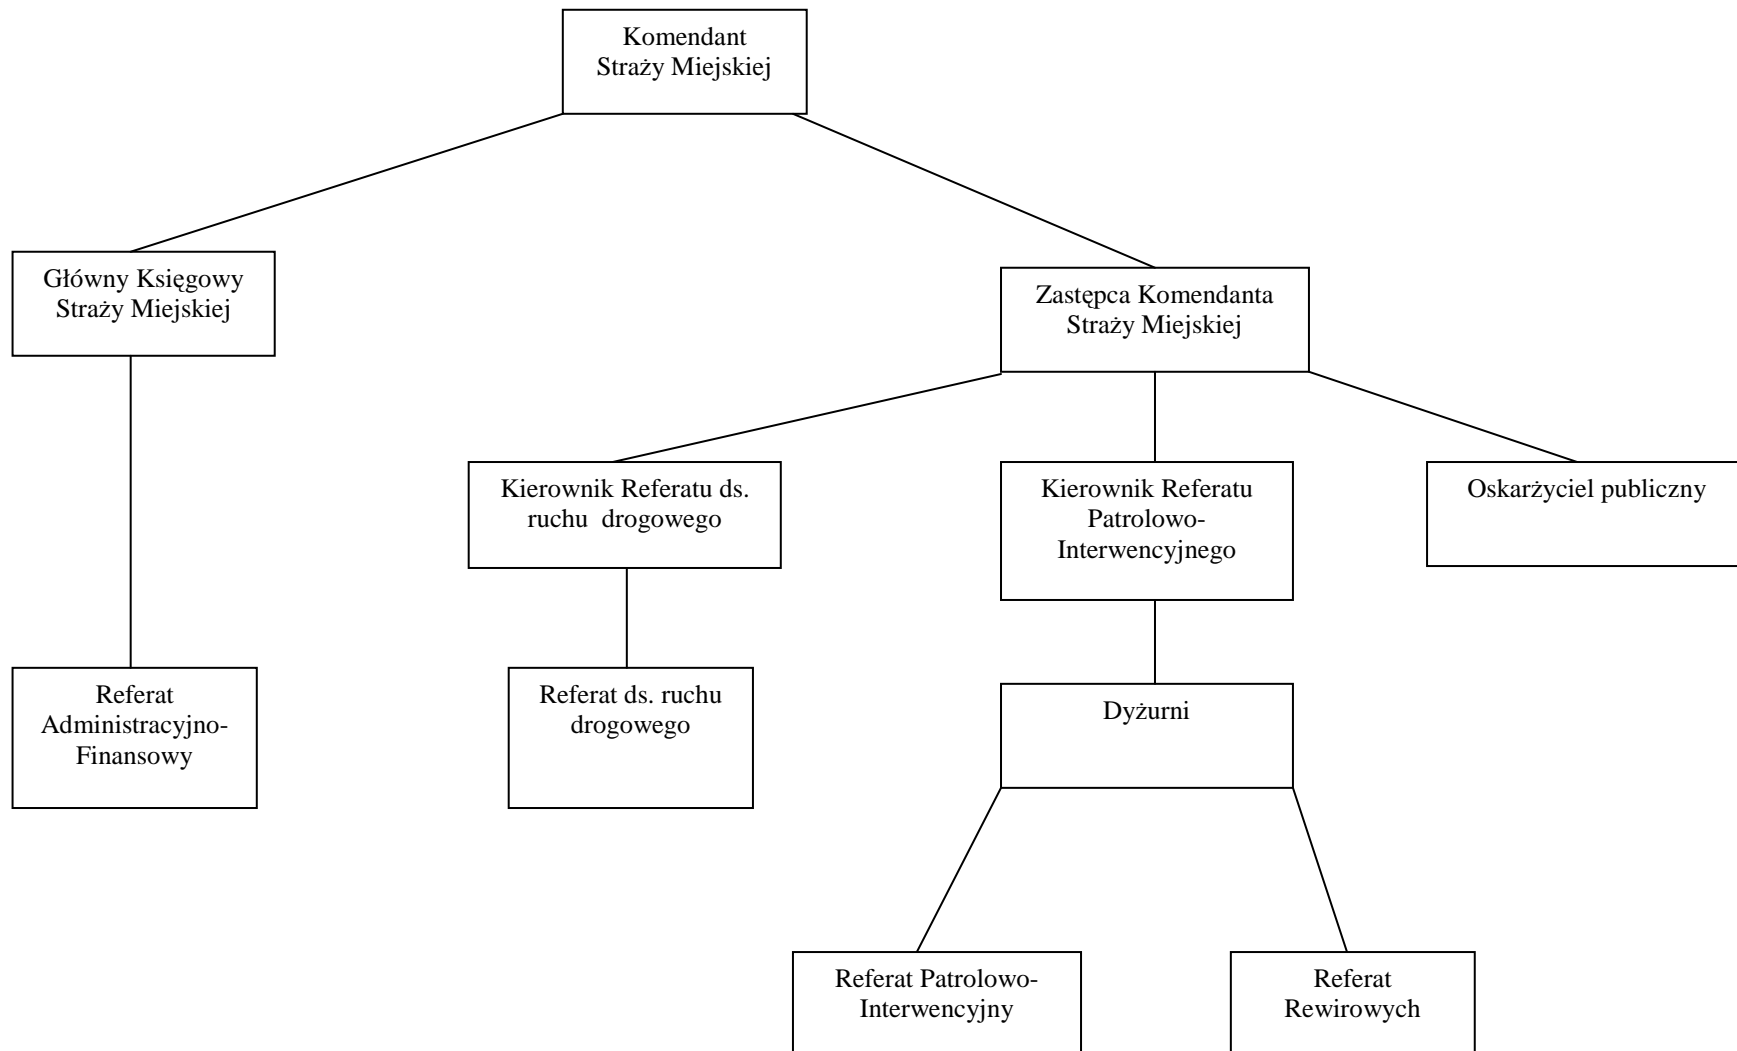 Komendant
Straży Miejskiej
Główny Księgowy
Straży Miejskiej
Zastępca Komendanta
Straży Miejskiej
Kierownik Referatu ds.
ruchu drogowego
Kierownik Referatu
Patrolowo-
Interwencyjnego
Oskarżyciel publiczny
Referat
Administracyjno-
Finansowy
Referat ds. ruchu
drogowego
Dyżurni
Referat Patrolowo-
Interwencyjny
Referat
Rewirowych